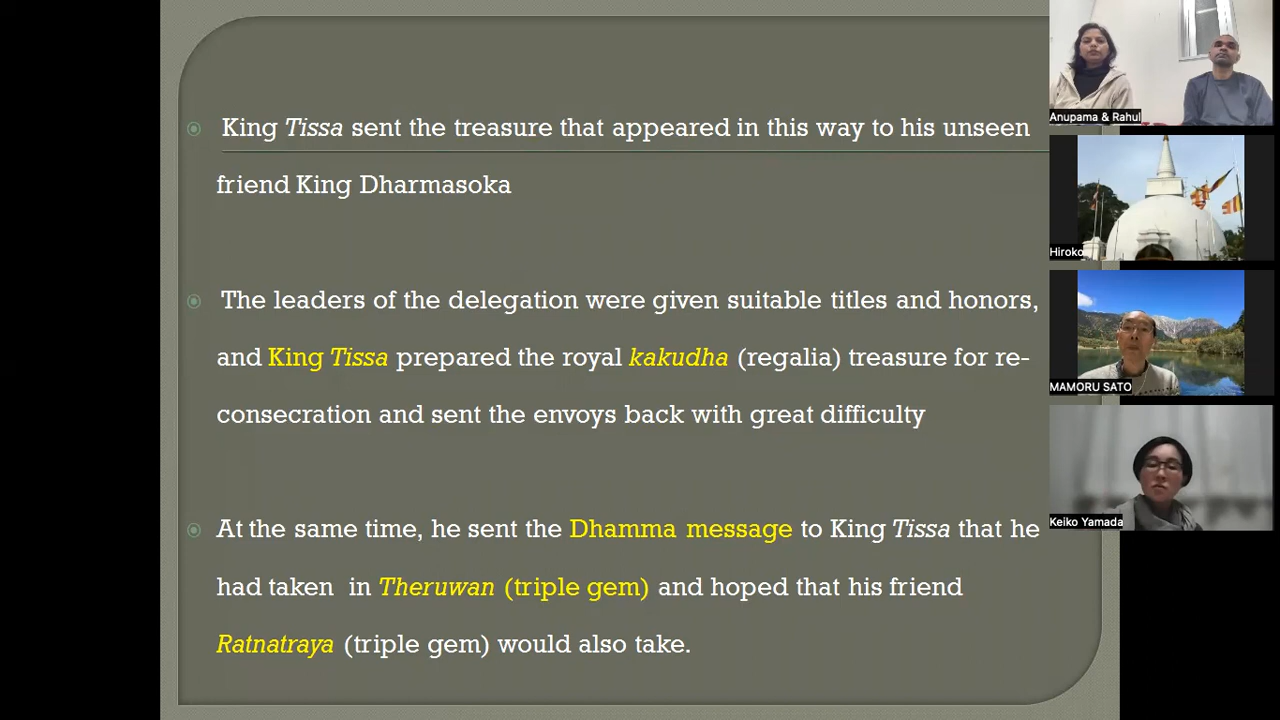 King Tissa sent the treasure that appeared in this way to his unseen
friend King Dharmasoka
The leaders of the delegation were given suitable titles and honors,
and King Tissa prepared the royal kakudha (regalia) treasure for re-
consecration and sent the envoys back with great difficulty
At the same time, he sent the Dhamma message to King Tissa that he
had taken in Theruwan (triple gem) and hoped that his friend
Ratnatraya (triple gem) would also take.
Anupama & Rahul
Hiroko
MAMORU SATO
Keiko Yamada